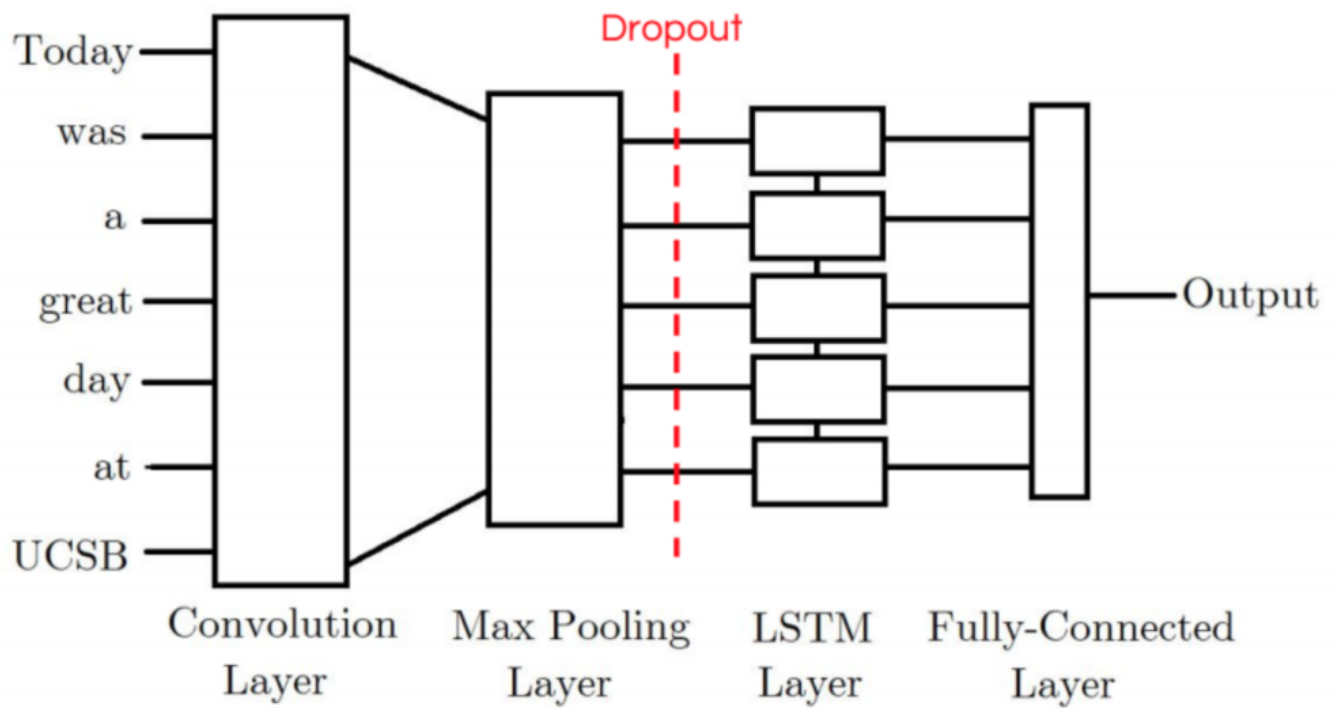 Dropout
Today
was
a
great
day
at
UCSB
Output
Convolution
Layer
Max Pooling
Layer
LSTM
Layer
Fully-Connected
Layer